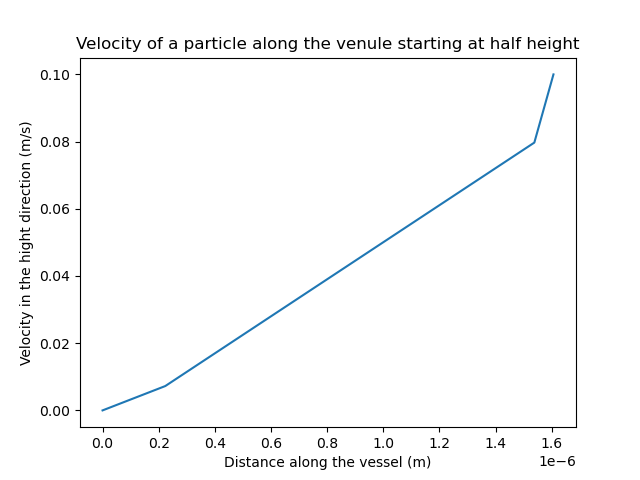 Velocity of a particle along the venule starting at half height
Velocity in the hight direction (m/s)
0.10
0.08
0.06
0.04
0.02
0.00
0.0 0.2 0.4 0.6 0.8 1.0 1.2 1.4 1.6
1e−6
Distance along the vessel (m)